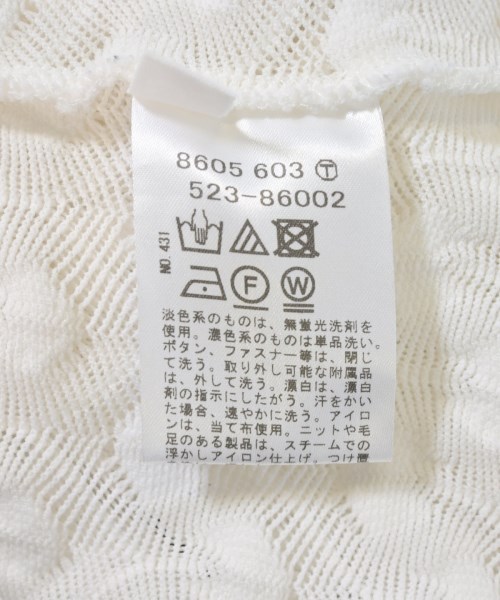 8605 603 Ⓣ
523-86002
NO. 431
F
W
淡色系のものは、無蛍光洗剤を
使用。濃色系のものは単品洗い。
ボタン、ファスナー等は、閉じ
て洗う。取り外し可能な附属品
は、外して洗う。漂白は、漂白
剤の指示にしたがう。汗をかい
た場合、速やかに洗う。アイロ
ンは、当て布使用。ニットや毛
足のある製品は、スチームでの
浮かしアイロン仕上げ。つけ置